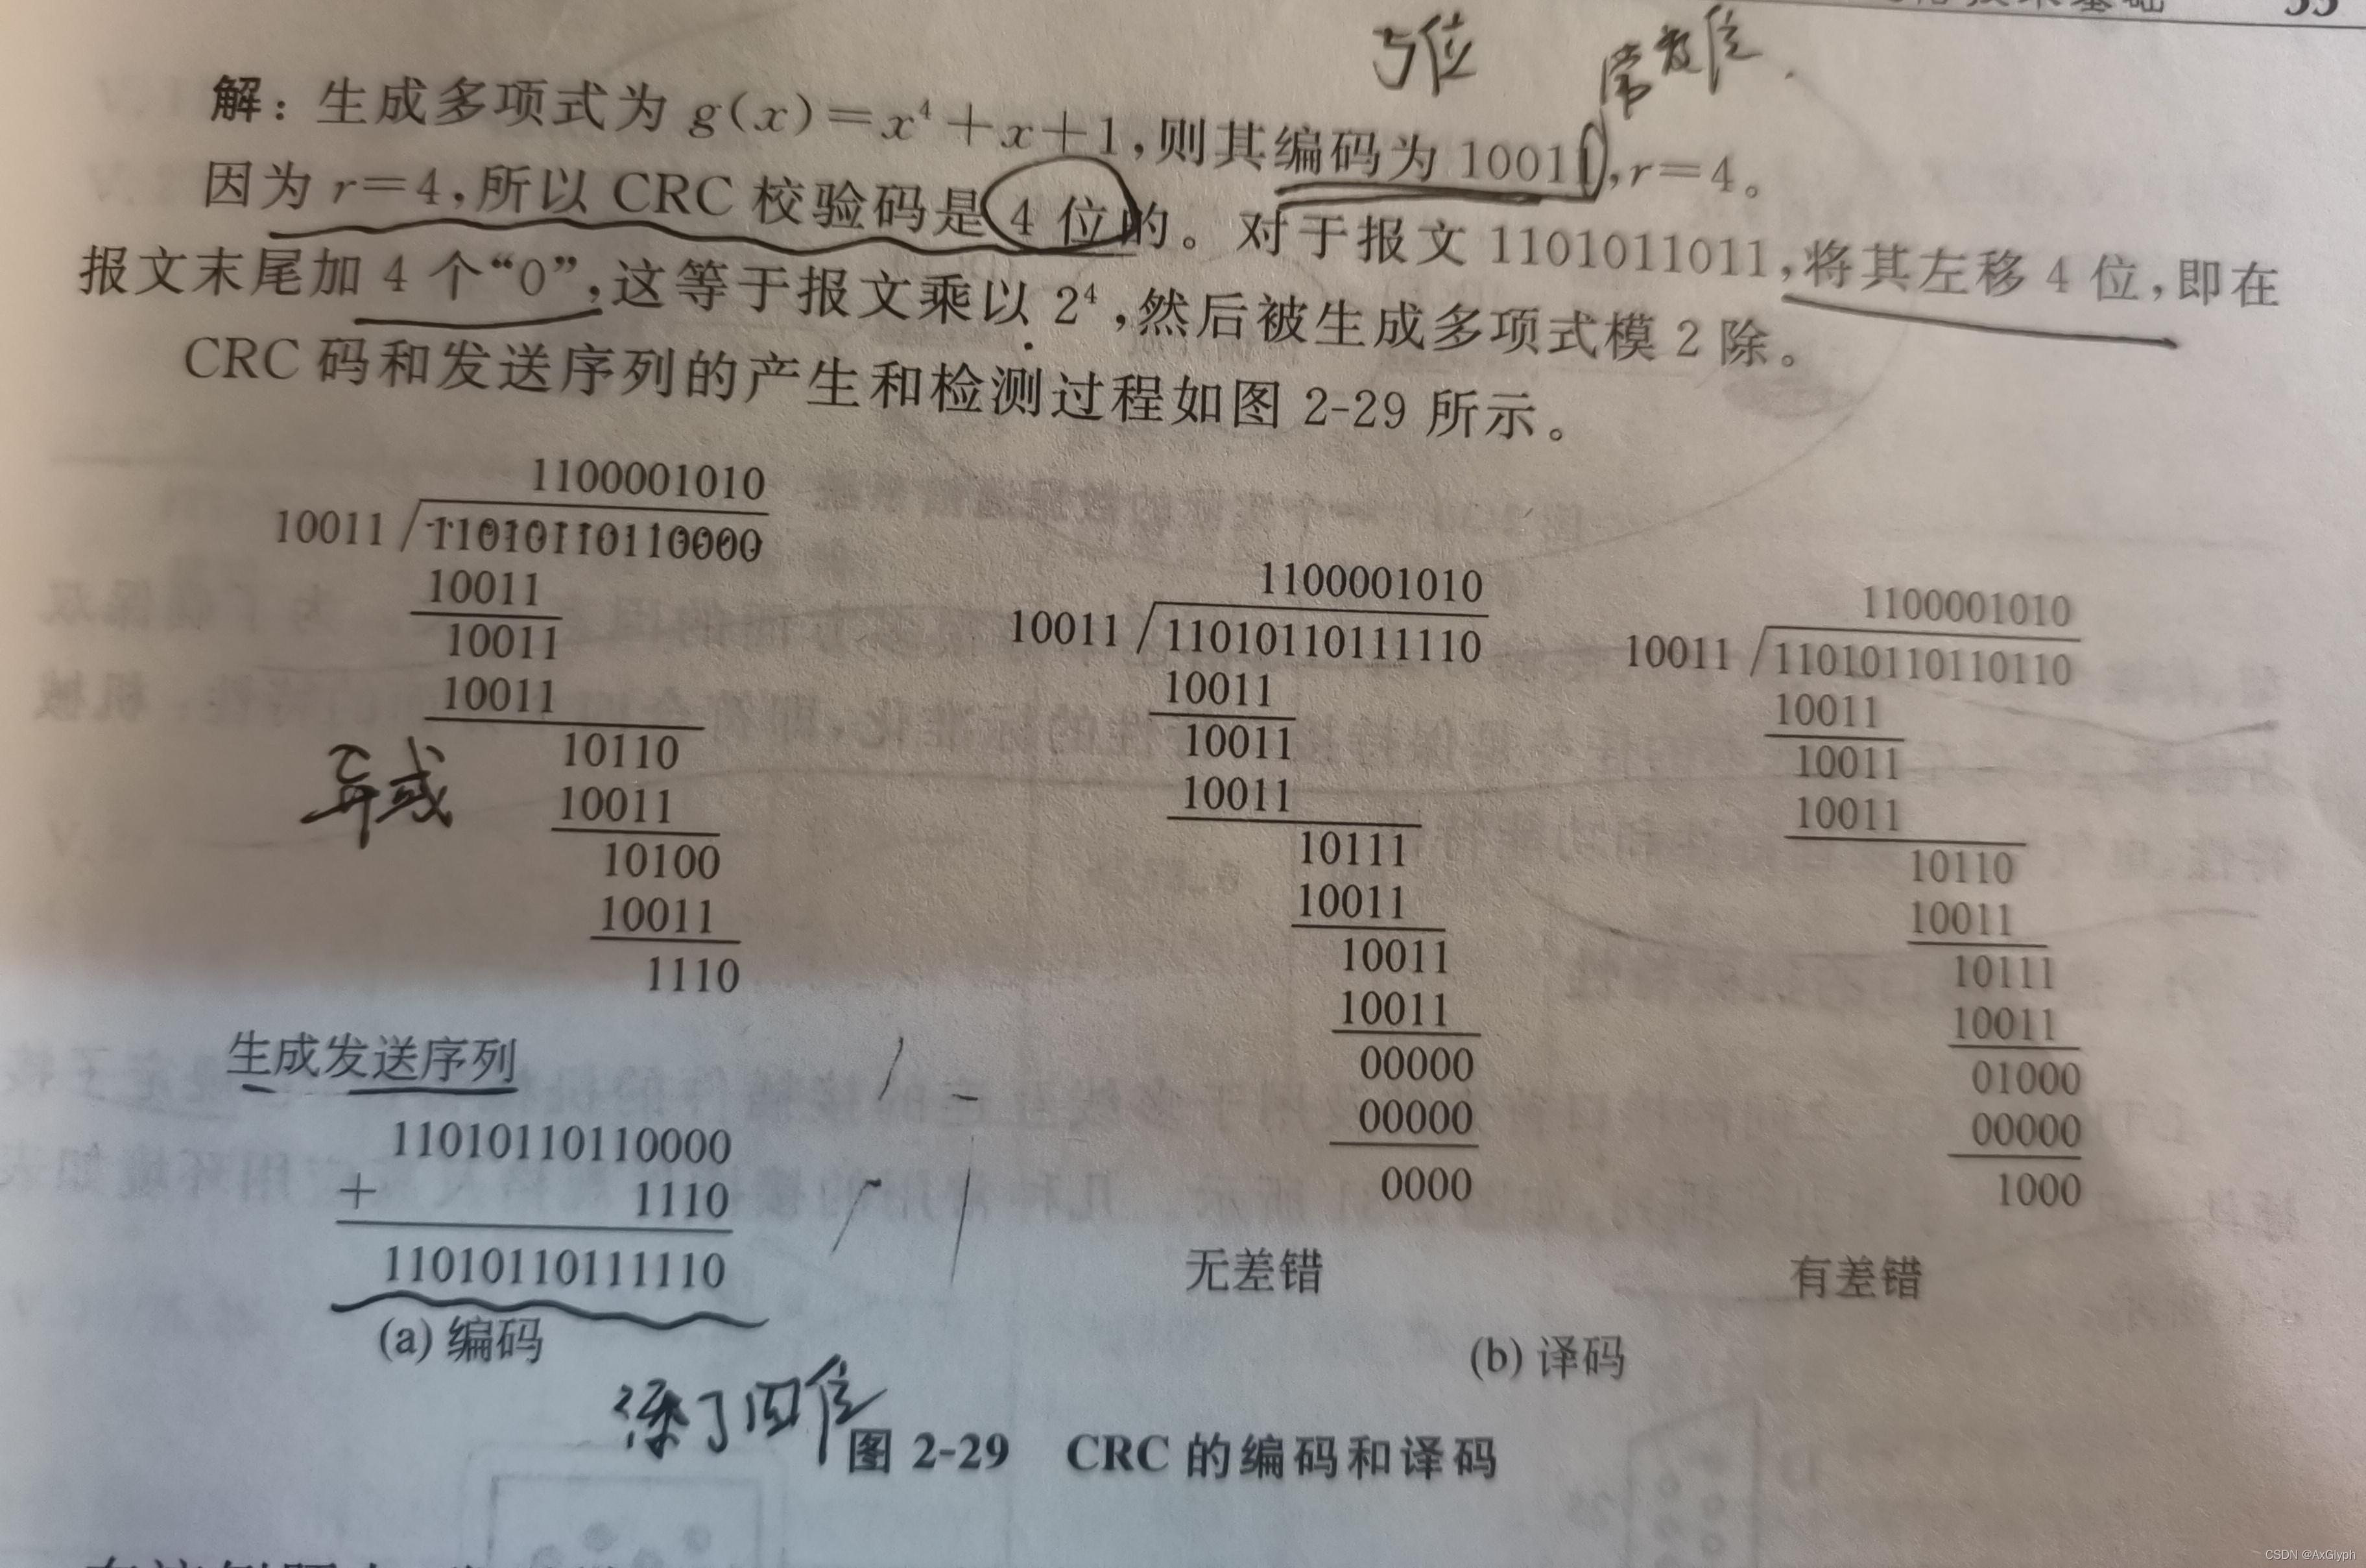 35
5位 常数位
解：生成多项式为 g(x)=x⁴+x+1,则其编码为 10011,r=4。
因为 r=4,所以 CRC 校验码是 4 位的。对于报文 1101011011,将其左移 4 位,即在
报文末尾加 4 个“0”,这等于报文乘以 2⁴,然后被生成多项式模 2 除。
CRC 码和发送序列的产生和检测过程如图 2-29 所示。
1100001010
10011 11010110110000
10011
10011
10011
10110
10011
10100
10011
1110
异或
生成发送序列
11010110110000
+ 1110
11010110111110
(a) 编码
添了四位
1100001010
10011 11010110111110
10011
10011
10011
10111
10011
10011
10011
00000
00000
0000
无差错
1100001010
10011 11010110110110
10011
10011
10011
10110
10011
10111
10011
01000
00000
1000
有差错
(b) 译码
图 2-29 CRC 的编码和译码
CSDN @AxGlyph